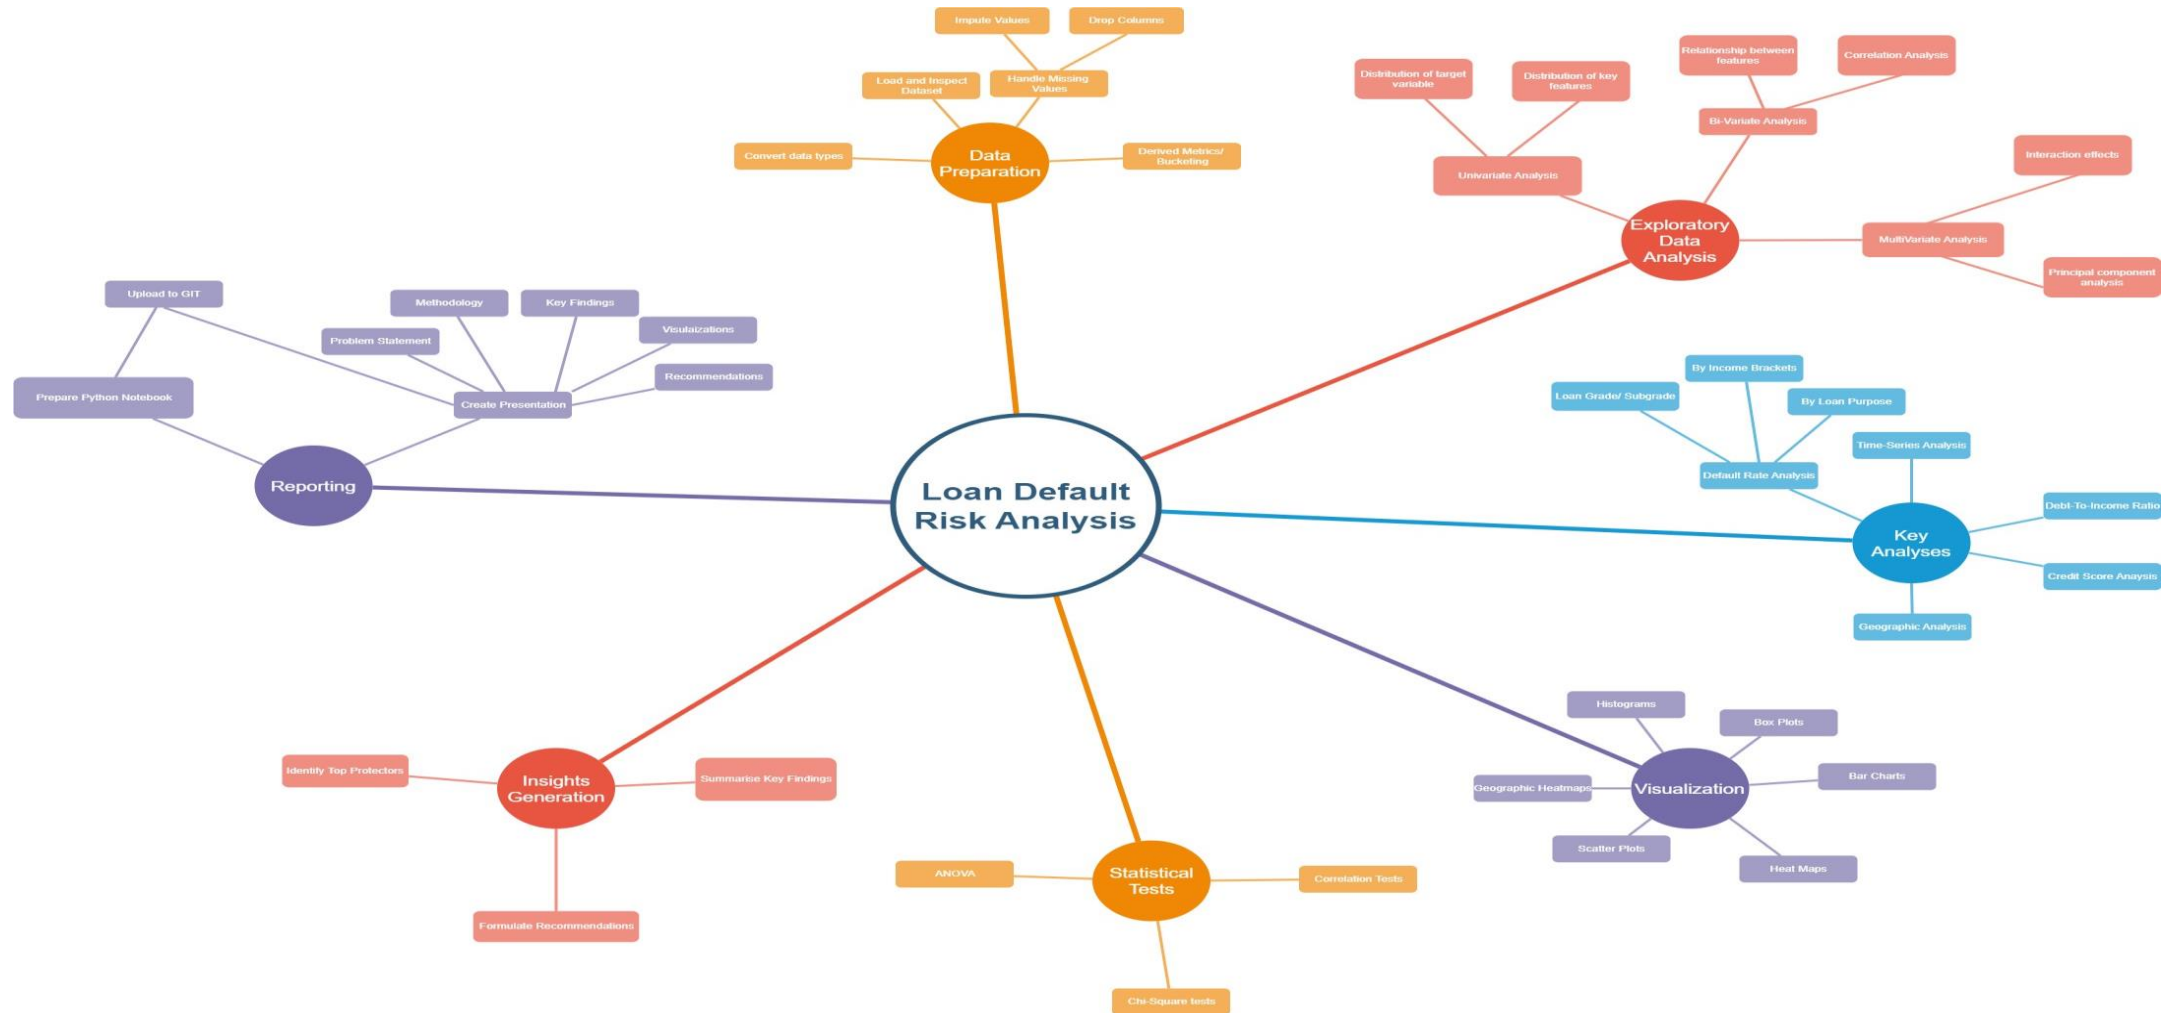 Impute Values
Drop Columns
Load and Inspect
Dataset
Handle Missing
Values
Convert data types
Derived Metrics/
Bucketing
Data
Preparation
Relationship between
features
Correlation Analysis
Distribution of target
variable
Distribution of key
features
Bi-Variate Analysis
Univariate Analysis
Interaction effects
MultiVariate Analysis
Principal component
analysis
Exploratory
Data
Analysis
Upload to GIT
Methodology
Key Findings
Visulaizations
Problem Statement
Recommendations
Prepare Python Notebook
Create Presentation
Reporting
Loan Default
Risk Analysis
By Income Brackets
Loan Grade/ Subgrade
By Loan Purpose
Time-Series Analysis
Default Rate Analysis
Debt-To-Income Ratio
Key
Analyses
Credit Score Anaysis
Geographic Analysis
Histograms
Box Plots
Geographic Heatmaps
Visualization
Bar Charts
Scatter Plots
Heat Maps
Identify Top Protectors
Insights
Generation
Summarise Key Findings
Formulate Recommendations
ANOVA
Statistical
Tests
Correlation Tests
Chi-Square tests